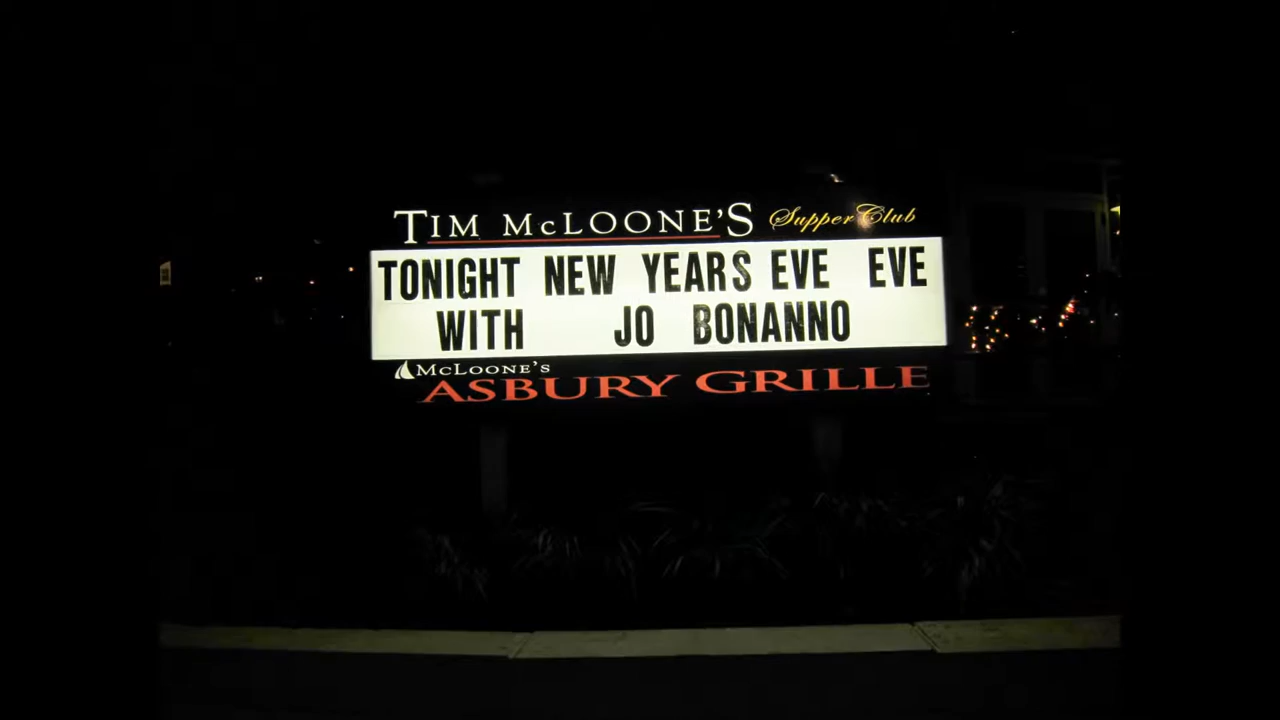 TIM McLOONE'S Supper Club
TONIGHT NEW YEARS EVE EVE
WITH JO BONANNO
McLOONE'S
ASBURY GRILLE